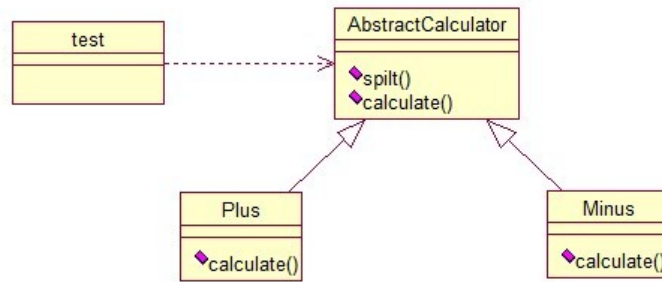 test
AbstractCalculator
spilt()
calculate()
Plus
calculate()
Minus
calculate()